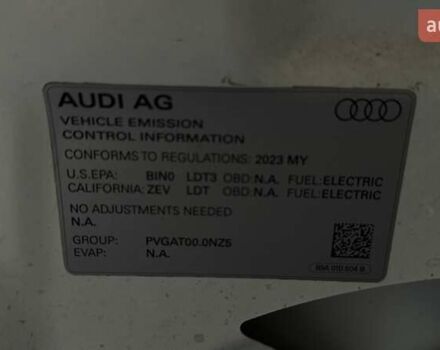 au
AUDI AG
VEHICLE EMISSION
CONTROL INFORMATION
CONFORMS TO REGULATIONS: 2023 MY
U.S.EPA: BIN0 LDT3 OBD:N.A. FUEL:ELECTRIC
CALIFORNIA: ZEV LDT OBD:N.A. FUEL:ELECTRIC
NO ADJUSTMENTS NEEDED
N.A.
GROUP: PVGAT00.0NZ5
EVAP: N.A.